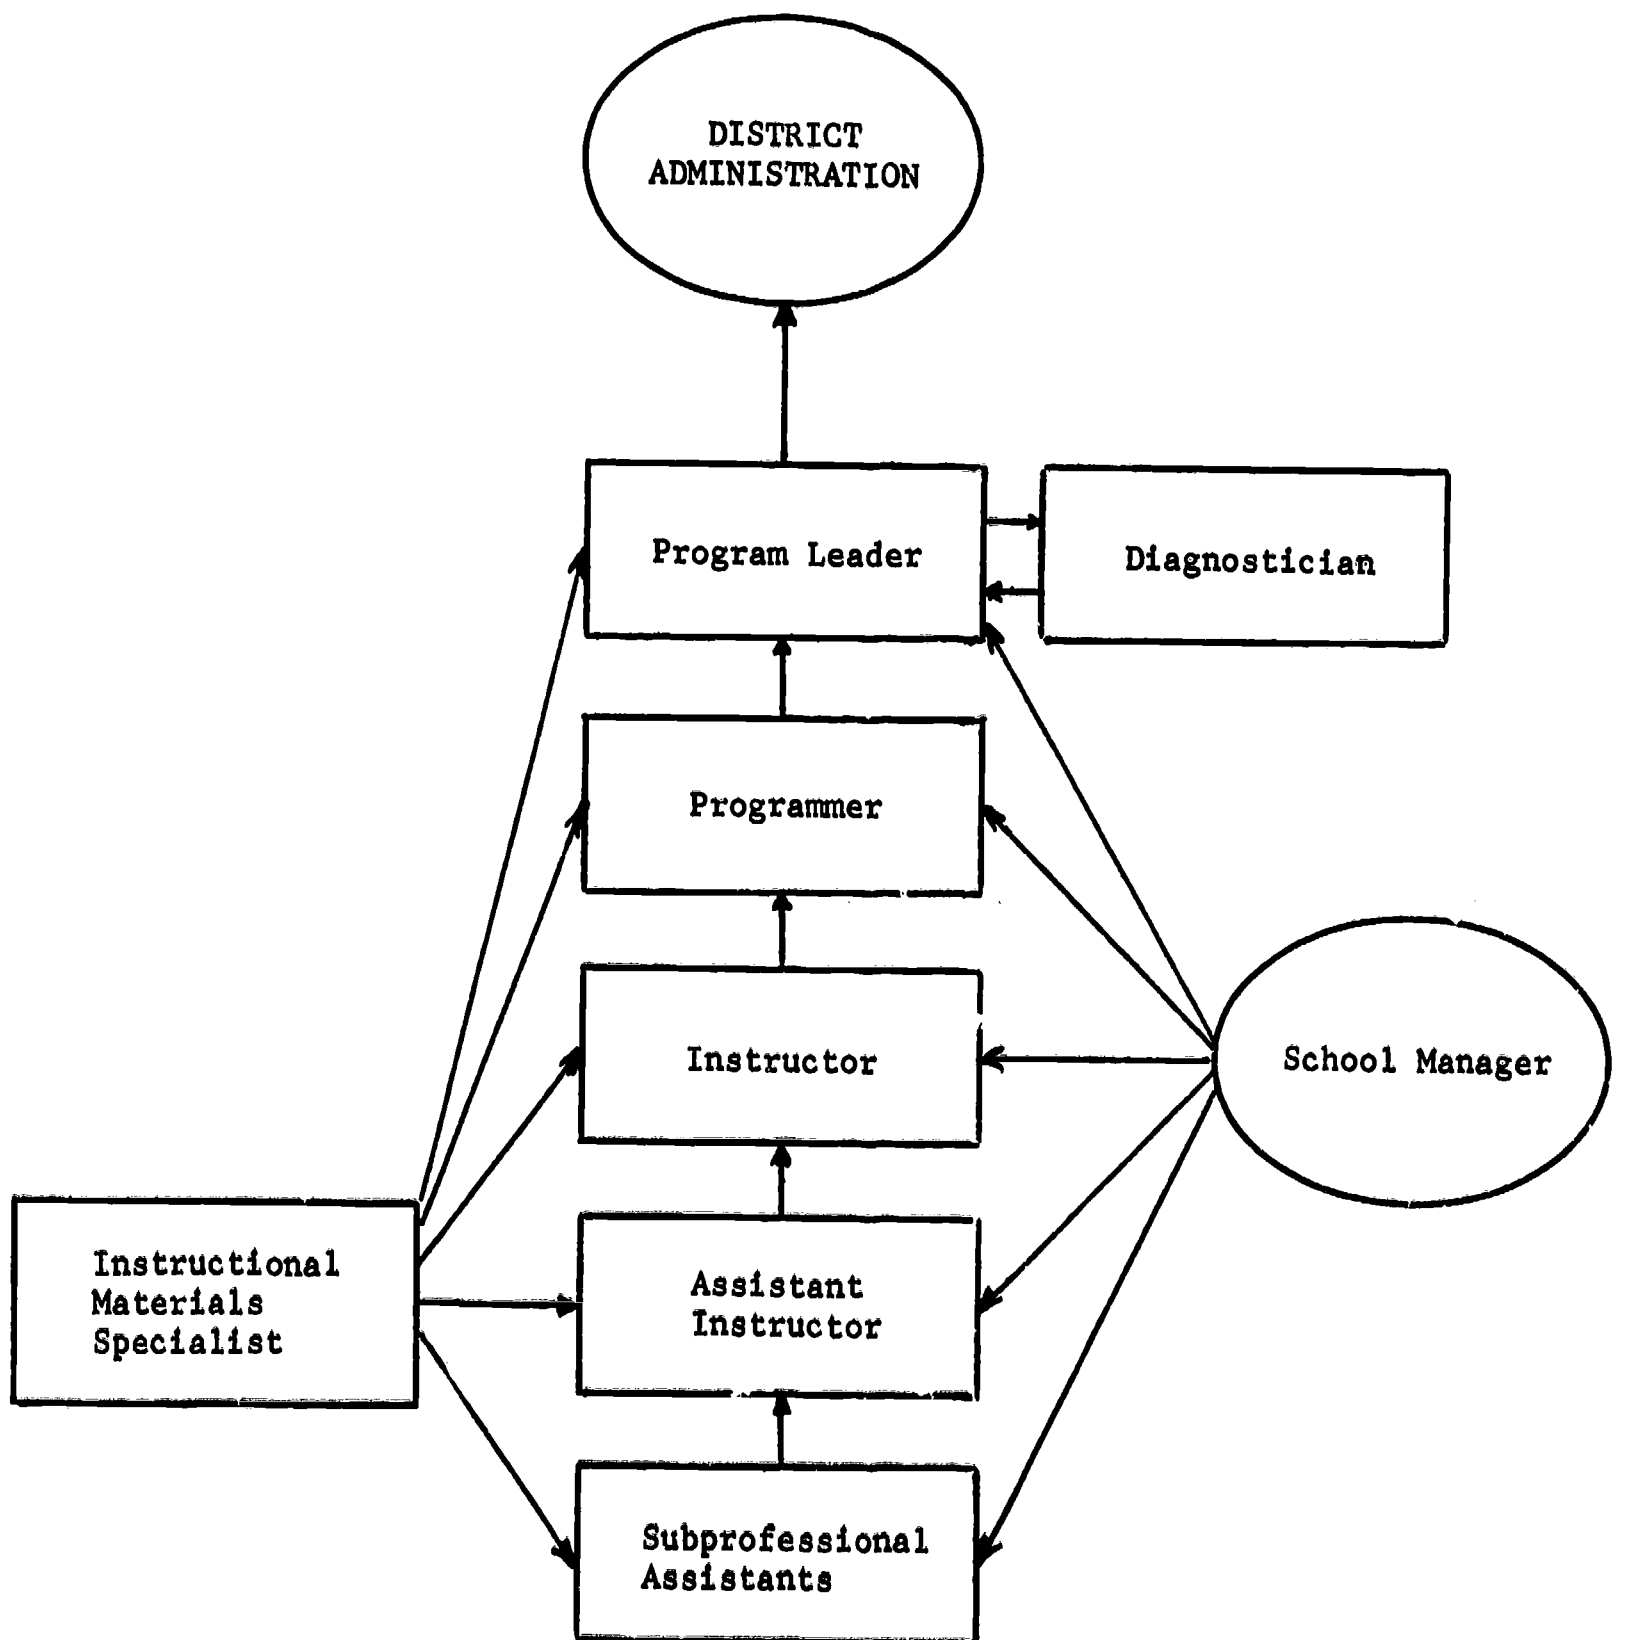 DISTRICT
ADMINISTRATION
Program Leader
Diagnostician
Programmer
Instructor
School Manager
Instructional
Materials
Specialist
Assistant
Instructor
Subprofessional
Assistants